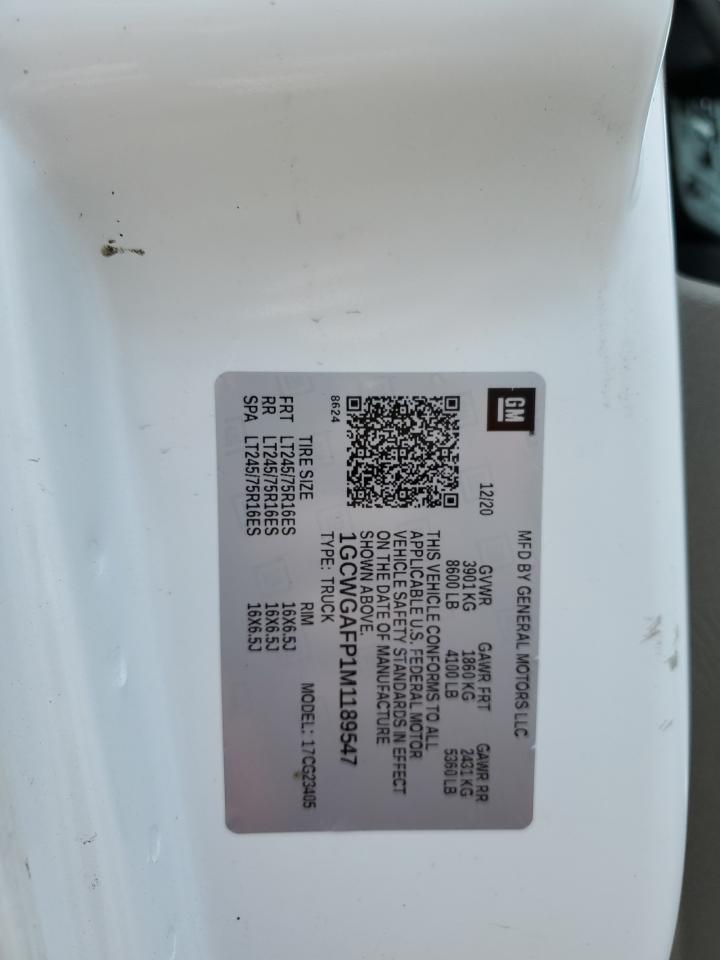 GM
MFD BY GENERAL MOTORS LLC
12/20
GVWR GAWR FRT GAWR RR
3901 KG 1860 KG 2431 KG
8600 LB 4100 LB 5360 LB
THIS VEHICLE CONFORMS TO ALL
APPLICABLE U.S. FEDERAL MOTOR
VEHICLE SAFETY STANDARDS IN EFFECT
ON THE DATE OF MANUFACTURE
SHOWN ABOVE.
1GCWGAFP1M1189547
8624
TYPE: TRUCK MODEL: 17CG23405
TIRE SIZE RIM
FRT LT245/75R16ES 16X6.5J
RR LT245/75R16ES 16X6.5J
SPA LT245/75R16ES 16X6.5J